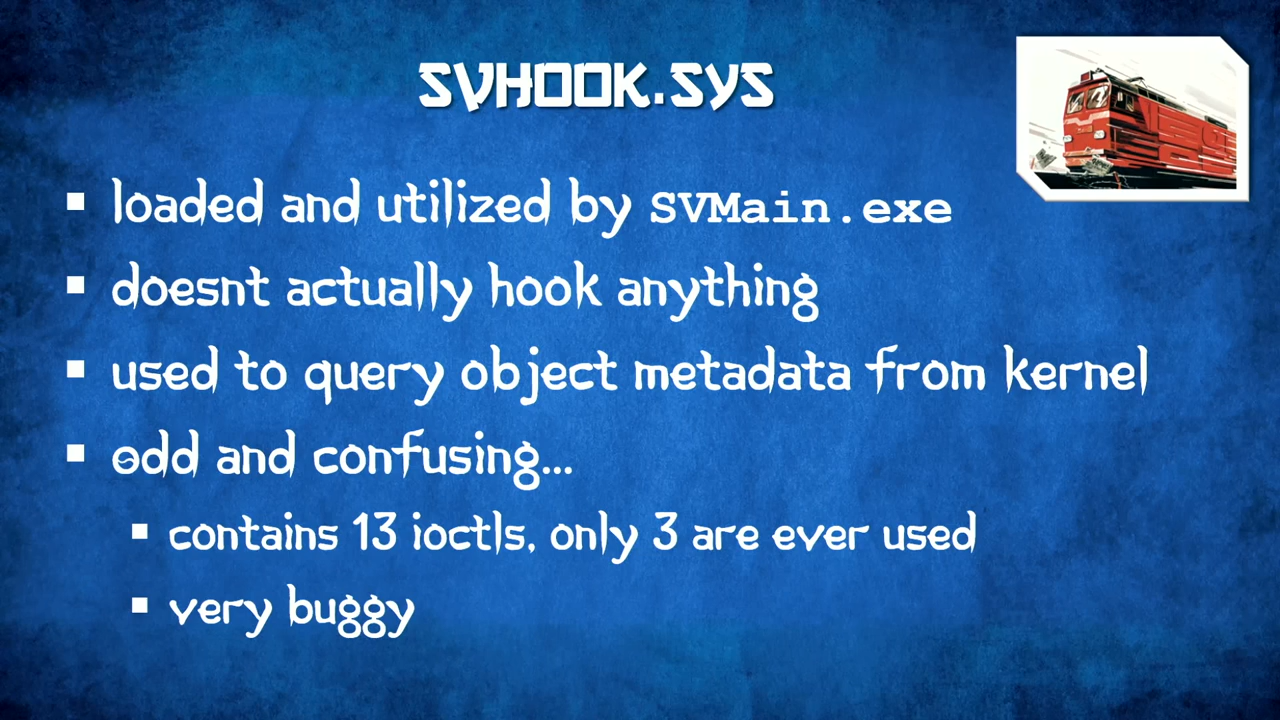 SVHOOK.SYS
loaded and utilized by SVMain.exe
doesnt actually hook anything
used to query object metadata from kernel
odd and confusing...
contains 13 ioctls, only 3 are ever used
very buggy